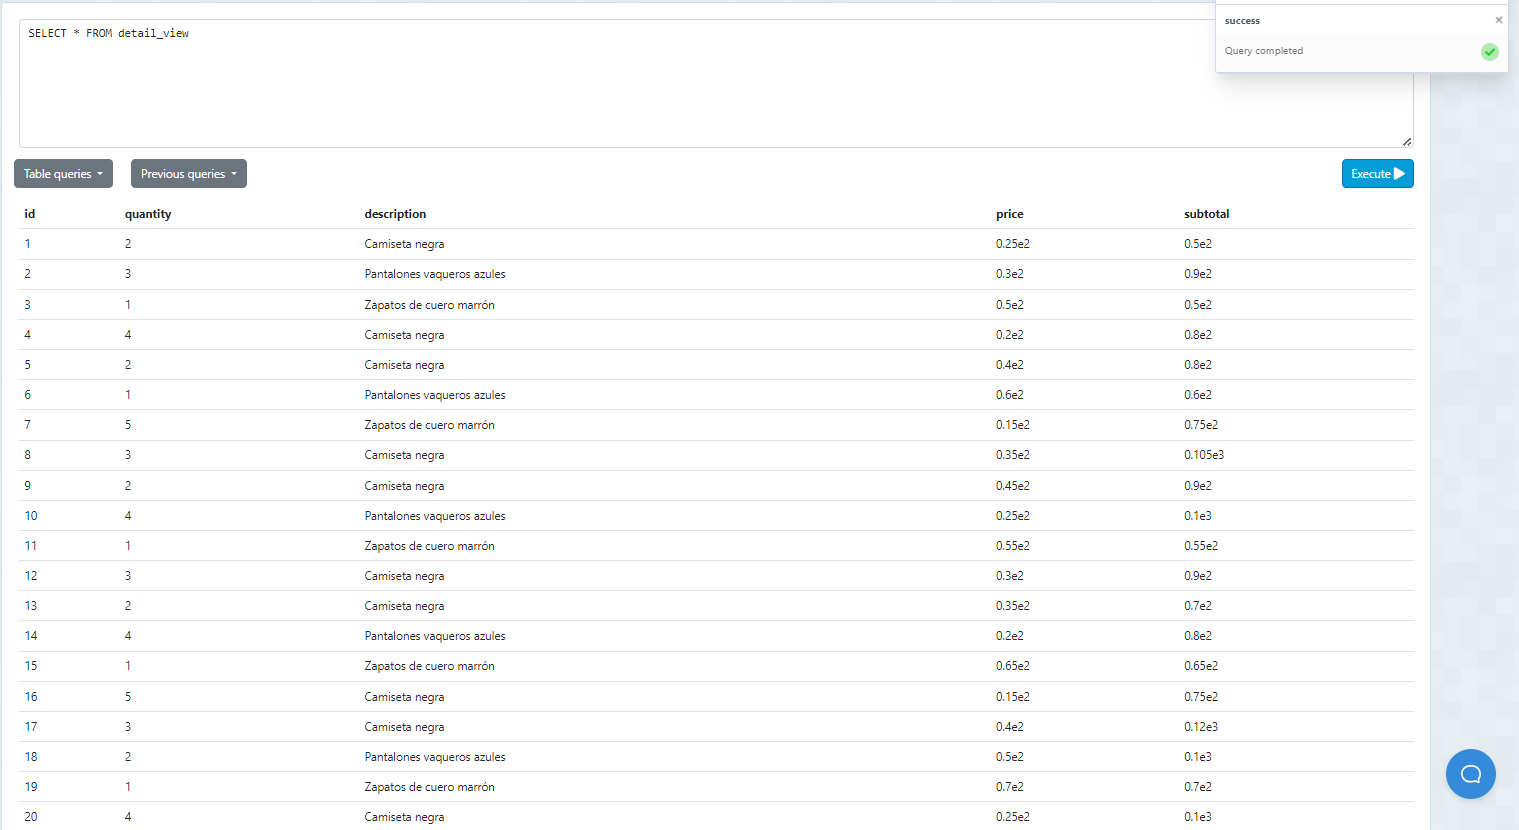 SELECT * FROM detail_view
success ×
Query completed
Table queries Previous queries Execute
id quantity description price subtotal
1 2 Camiseta negra 0.25e2 0.5e2
2 3 Pantalones vaqueros azules 0.3e2 0.9e2
3 1 Zapatos de cuero marrón 0.5e2 0.5e2
4 4 Camiseta negra 0.2e2 0.8e2
5 2 Camiseta negra 0.4e2 0.8e2
6 1 Pantalones vaqueros azules 0.6e2 0.6e2
7 5 Zapatos de cuero marrón 0.15e2 0.75e2
8 3 Camiseta negra 0.35e2 0.105e3
9 2 Camiseta negra 0.45e2 0.9e2
10 4 Pantalones vaqueros azules 0.25e2 0.1e3
11 1 Zapatos de cuero marrón 0.55e2 0.55e2
12 3 Camiseta negra 0.3e2 0.9e2
13 2 Camiseta negra 0.35e2 0.7e2
14 4 Pantalones vaqueros azules 0.2e2 0.8e2
15 1 Zapatos de cuero marrón 0.65e2 0.65e2
16 5 Camiseta negra 0.15e2 0.75e2
17 3 Camiseta negra 0.4e2 0.12e3
18 2 Pantalones vaqueros azules 0.5e2 0.1e3
19 1 Zapatos de cuero marrón 0.7e2 0.7e2
20 4 Camiseta negra 0.25e2 0.1e3